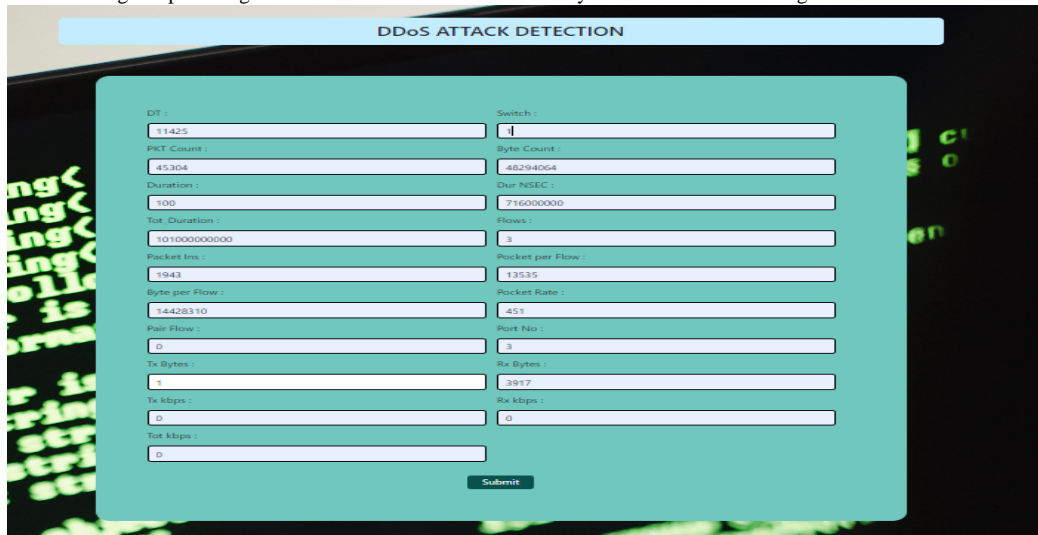 DDoS ATTACK DETECTION
DT :
Switch :
11425
1
PKT Count :
Byte Count :
45304
48294064
Duration :
Dur NSEC :
100
716000000
Tot Duration :
Flows :
101000000000
3
Packet Ins :
Pocket per Flow :
1943
13535
Byte per Flow :
Pocket Rate :
14428310
451
Pair Flow :
Port No :
0
3
Tx Bytes :
Rx Bytes :
1
3917
Tx kbps :
Rx kbps :
0
0
Tot kbps :
0
Submit